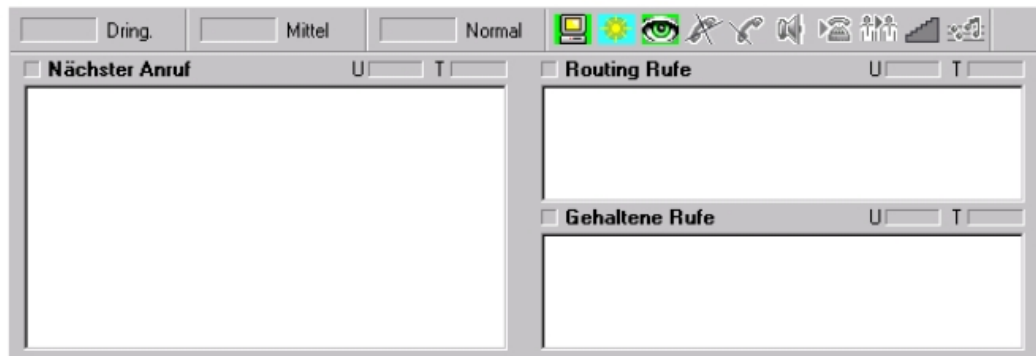 Dring. Mittel Normal
Nächster Anruf U T
Routing Rufe U T
Gehaltene Rufe U T